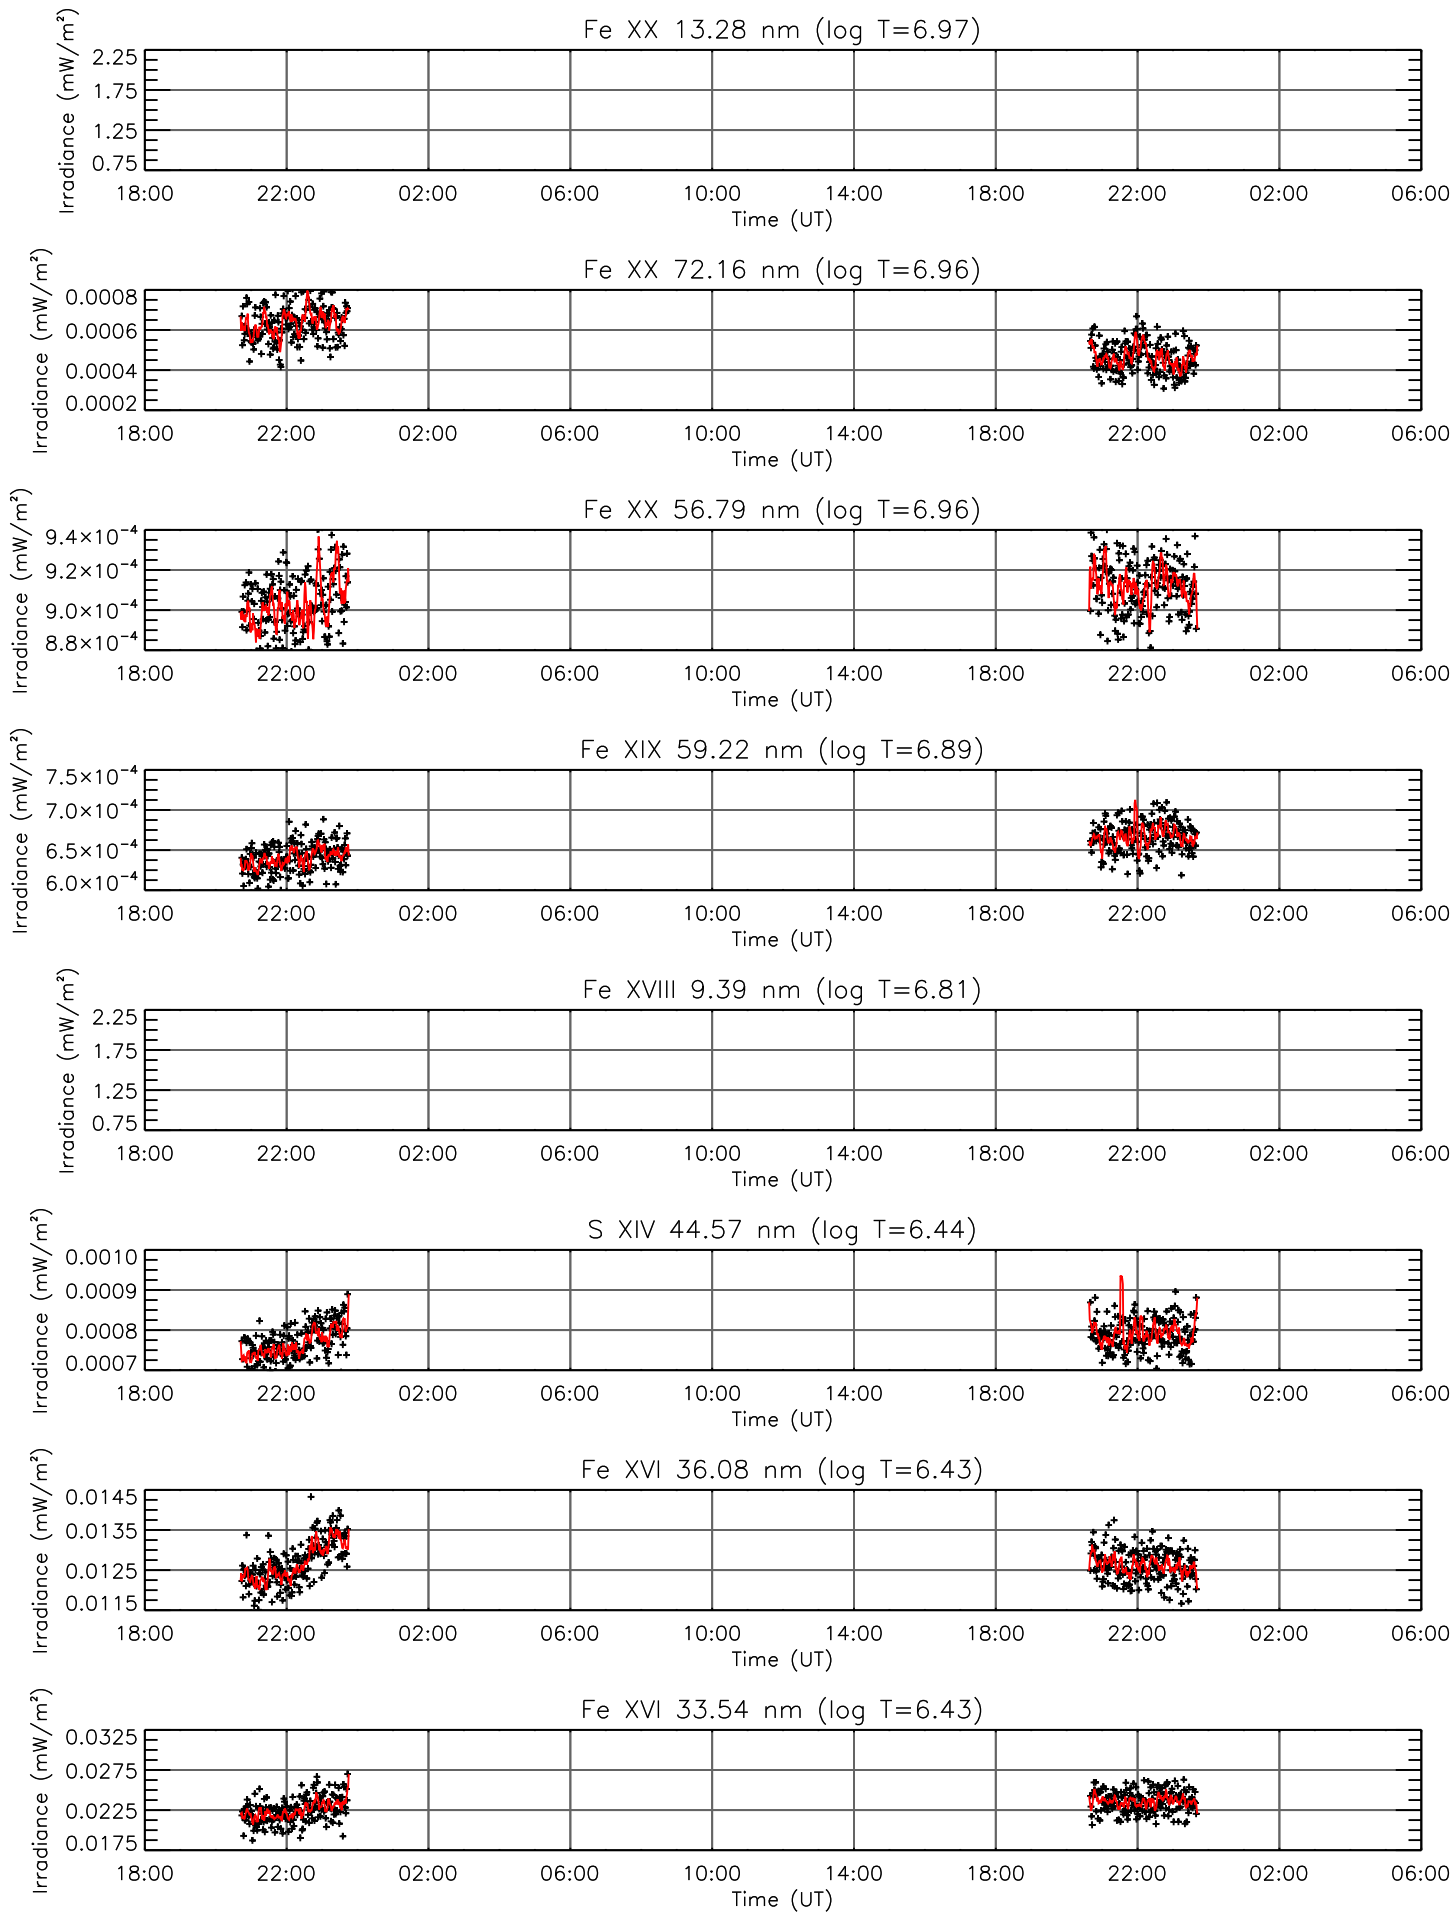 Fe XX 13.28 nm (log T=6.97)
Irradiance (mW/m²)
2.25
1.75
1.25
0.75
18:00 22:00 02:00 06:00 10:00 14:00 18:00 22:00 02:00 06:00
Time (UT)
Fe XX 72.16 nm (log T=6.96)
Irradiance (mW/m²)
0.0008
0.0006
0.0004
0.0002
18:00 22:00 02:00 06:00 10:00 14:00 18:00 22:00 02:00 06:00
Time (UT)
Fe XX 56.79 nm (log T=6.96)
Irradiance (mW/m²)
9.4×10⁻⁴
9.2×10⁻⁴
9.0×10⁻⁴
8.8×10⁻⁴
18:00 22:00 02:00 06:00 10:00 14:00 18:00 22:00 02:00 06:00
Time (UT)
Fe XIX 59.22 nm (log T=6.89)
Irradiance (mW/m²)
7.5×10⁻⁴
7.0×10⁻⁴
6.5×10⁻⁴
6.0×10⁻⁴
18:00 22:00 02:00 06:00 10:00 14:00 18:00 22:00 02:00 06:00
Time (UT)
Fe XVIII 9.39 nm (log T=6.81)
Irradiance (mW/m²)
2.25
1.75
1.25
0.75
18:00 22:00 02:00 06:00 10:00 14:00 18:00 22:00 02:00 06:00
Time (UT)
S XIV 44.57 nm (log T=6.44)
Irradiance (mW/m²)
0.0010
0.0009
0.0008
0.0007
18:00 22:00 02:00 06:00 10:00 14:00 18:00 22:00 02:00 06:00
Time (UT)
Fe XVI 36.08 nm (log T=6.43)
Irradiance (mW/m²)
0.0145
0.0135
0.0125
0.0115
18:00 22:00 02:00 06:00 10:00 14:00 18:00 22:00 02:00 06:00
Time (UT)
Fe XVI 33.54 nm (log T=6.43)
Irradiance (mW/m²)
0.0325
0.0275
0.0225
0.0175
18:00 22:00 02:00 06:00 10:00 14:00 18:00 22:00 02:00 06:00
Time (UT)